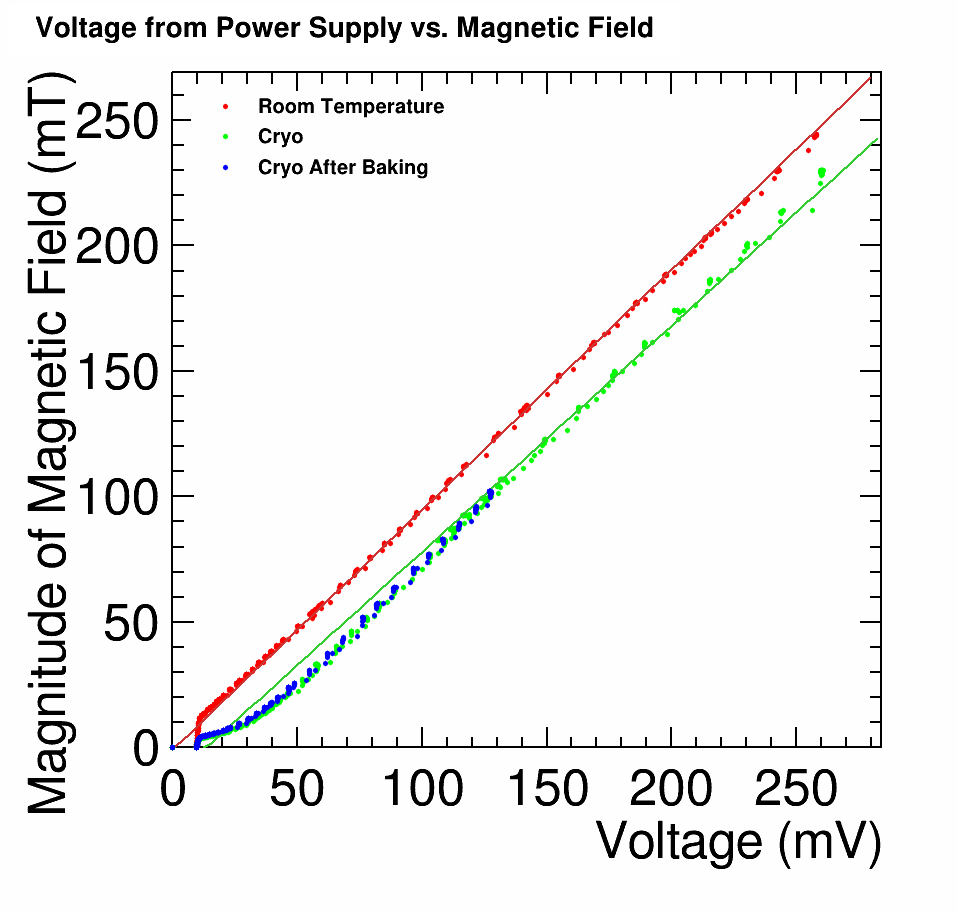 Voltage from Power Supply vs. Magnetic Field
Magnitude of Magnetic Field (mT)
250
200
150
100
50
0
Room Temperature
Cryo
Cryo After Baking
0 50 100 150 200 250
Voltage (mV)